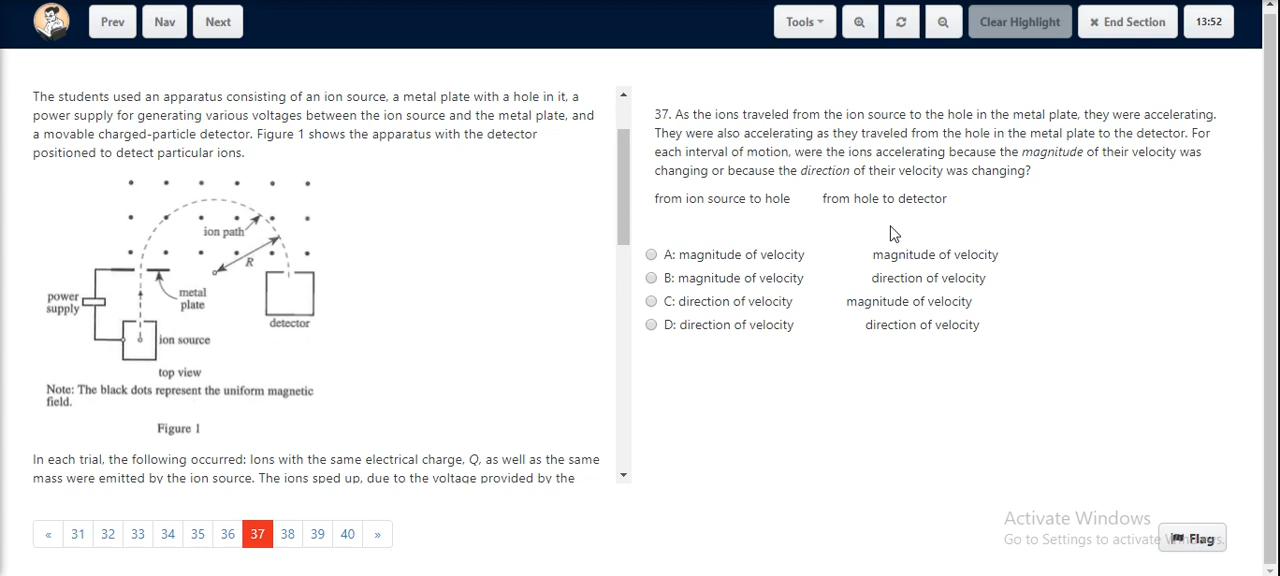 Prev Nav Next Tools Clear Highlight × End Section 13:52
The students used an apparatus consisting of an ion source, a metal plate with a hole in it, a
power supply for generating various voltages between the ion source and the metal plate, and
a movable charged-particle detector. Figure 1 shows the apparatus with the detector
positioned to detect particular ions.
ion path
R
metal
plate
power
supply
detector
ion source
top view
Note: The black dots represent the uniform magnetic
field.
Figure 1
In each trial, the following occurred: Ions with the same electrical charge, Q, as well as the same
mass were emitted by the ion source. The ions sped up, due to the voltage provided by the
37. As the ions traveled from the ion source to the hole in the metal plate, they were accelerating.
They were also accelerating as they traveled from the hole in the metal plate to the detector. For
each interval of motion, were the ions accelerating because the magnitude of their velocity was
changing or because the direction of their velocity was changing?
from ion source to hole from hole to detector
A: magnitude of velocity magnitude of velocity
B: magnitude of velocity direction of velocity
C: direction of velocity magnitude of velocity
D: direction of velocity direction of velocity
« 31 32 33 34 35 36 37 38 39 40 »
Activate Windows
Go to Settings to activate Windows.
Flag